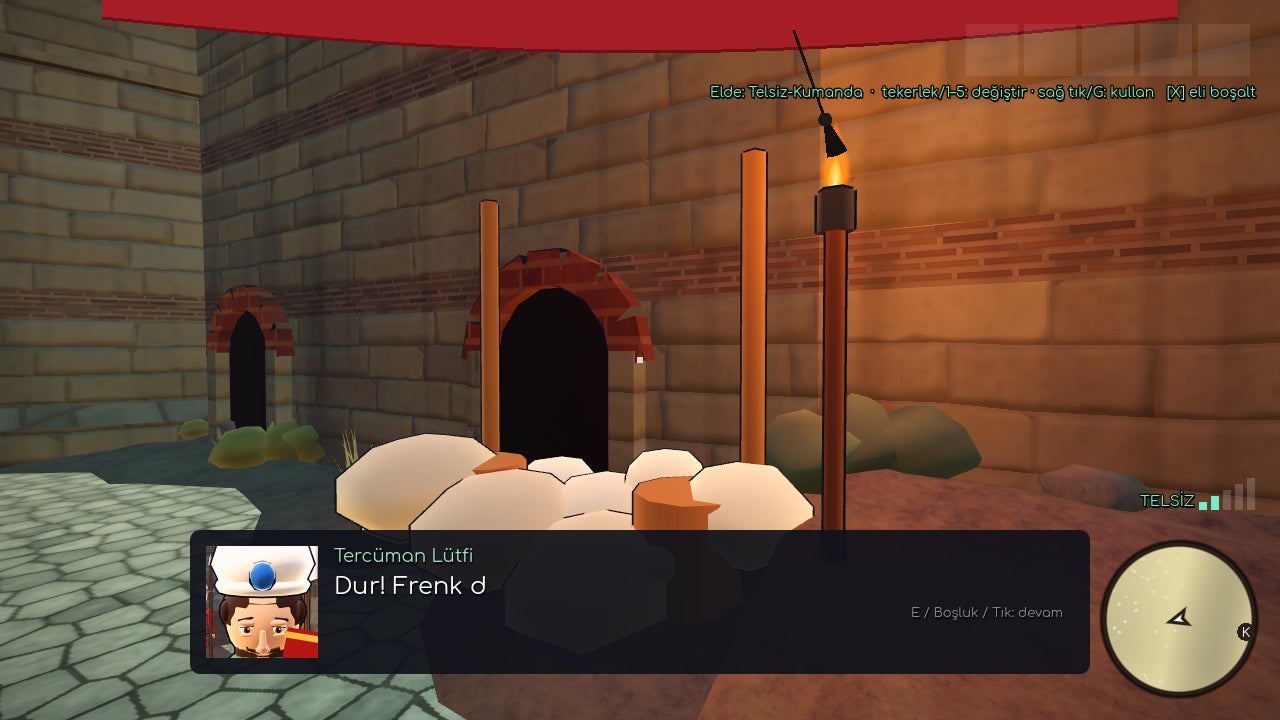 Elde: Telsiz-Kumanda · tekerlek/1-5: değiştir · sağ tık/G: kullan [X] eli boşalt
TELSİZ
Tercüman Lütfi
Dur! Frenk d
E / Boşluk / Tık: devam
K